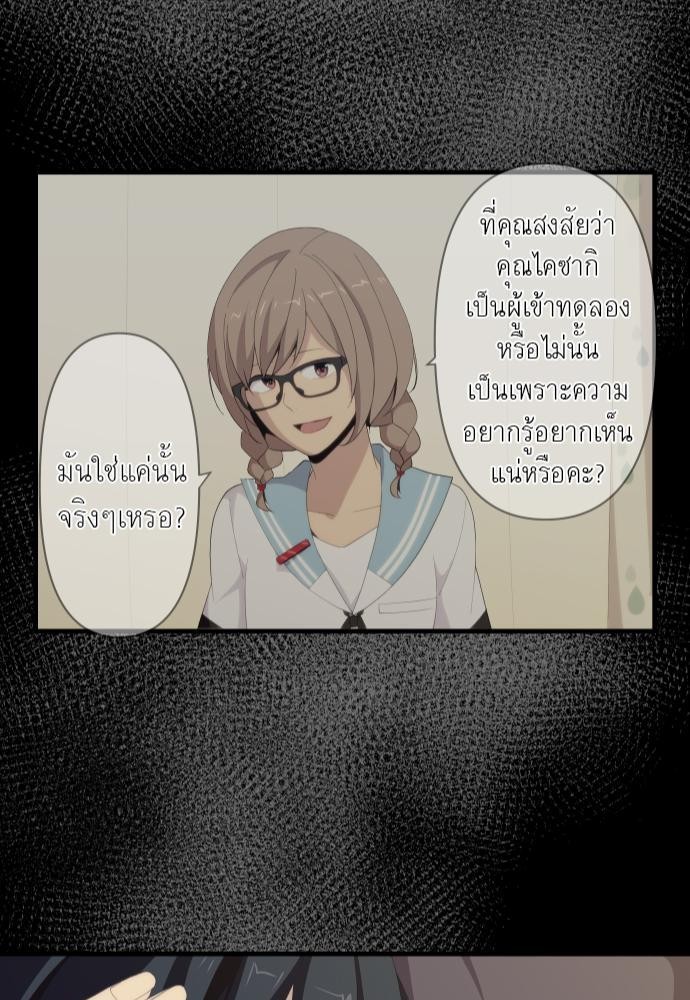 ที่คุณสงสัยว่า
คุณไคซากิ
เป็นผู้เข้าทดลอง
หรือไม่นั้น
เป็นเพราะความ
อยากรู้อยากเห็น
แน่หรือคะ?
มันใช่แค่นั้น
จริงๆเหรอ?